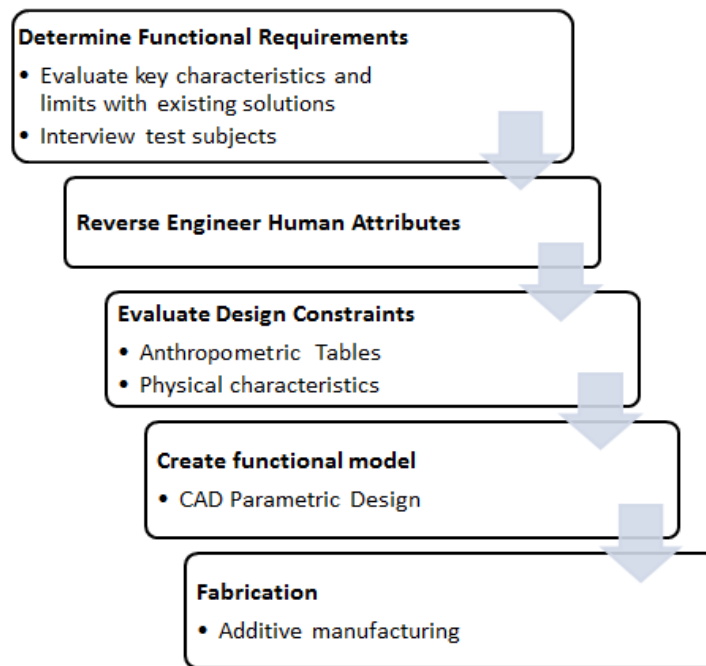 Determine Functional Requirements
• Evaluate key characteristics and
limits with existing solutions
• Interview test subjects
Reverse Engineer Human Attributes
Evaluate Design Constraints
• Anthropometric Tables
• Physical characteristics
Create functional model
• CAD Parametric Design
Fabrication
• Additive manufacturing